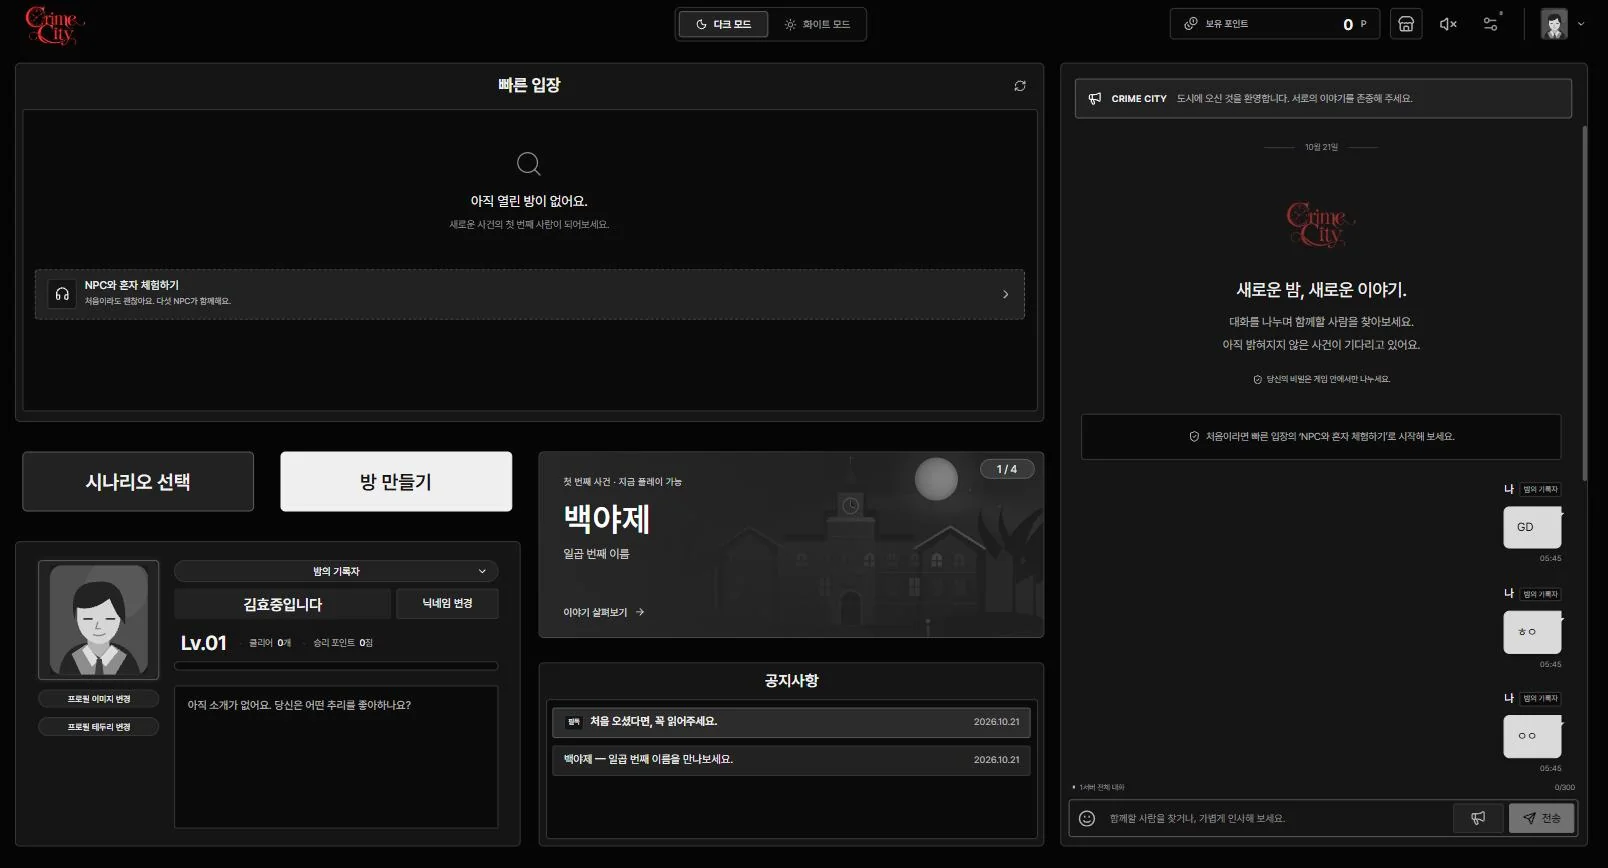 Crime City
다크 모드
화이트 모드
보유 포인트
0 P
빠른 입장
아직 열린 방이 없어요.
새로운 사건의 첫 번째 사람이 되어보세요.
NPC와 혼자 체험하기
처음이라도 괜찮아요. 다섯 NPC가 함께해요.
시나리오 선택
방 만들기
밤의 기록자
김효중입니다
닉네임 변경
Lv.01 · 클리어 0개 · 승리 포인트 0점
프로필 이미지 변경
프로필 테두리 변경
아직 소개가 없어요. 당신은 어떤 추리를 좋아하나요?
첫 번째 사건 · 지금 플레이 가능
1 / 4
백야제
일곱 번째 이름
이야기 살펴보기 →
공지사항
필독 처음 오셨다면, 꼭 읽어주세요. 2026.10.21
백야제 — 일곱 번째 이름을 만나보세요. 2026.10.21
CRIME CITY 도시에 오신 것을 환영합니다. 서로의 이야기를 존중해 주세요.
10월 21일
Crime City
새로운 밤, 새로운 이야기.
대화를 나누며 함께할 사람을 찾아보세요.
아직 밝혀지지 않은 사건이 기다리고 있어요.
당신의 비밀은 게임 안에서만 나누세요.
처음이라면 빠른 입장의 ‘NPC와 혼자 체험하기’로 시작해 보세요.
나 밤의 기록자
GD
05:45
나 밤의 기록자
ㅎㅇ
05:45
나 밤의 기록자
ㅇㅇ
05:45
1서버 전체 대화
0/300
함께할 사람을 찾거나, 가볍게 인사해 보세요.
전송